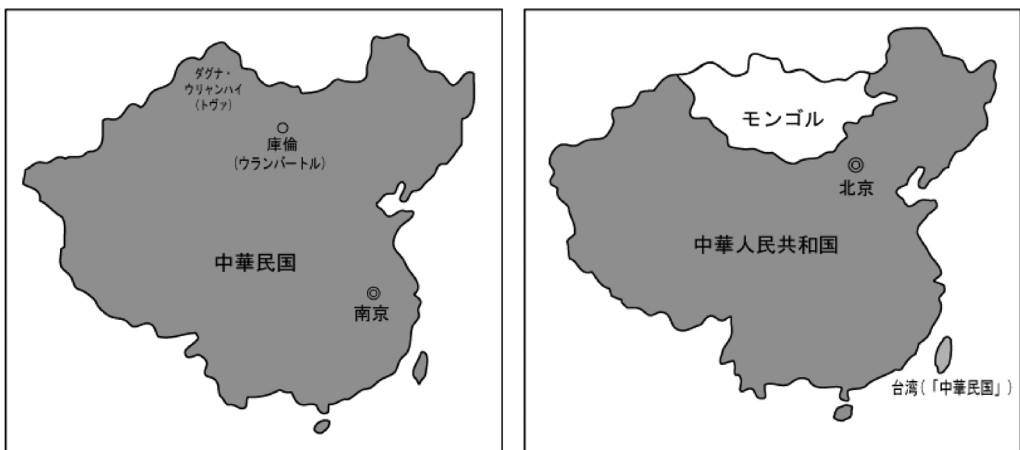 ダグナ・
ウリャンハイ
(トヴァ)
庫倫
(ウランバートル)
中華民国
南京
モンゴル
北京
中華人民共和国
台湾(「中華民国」)